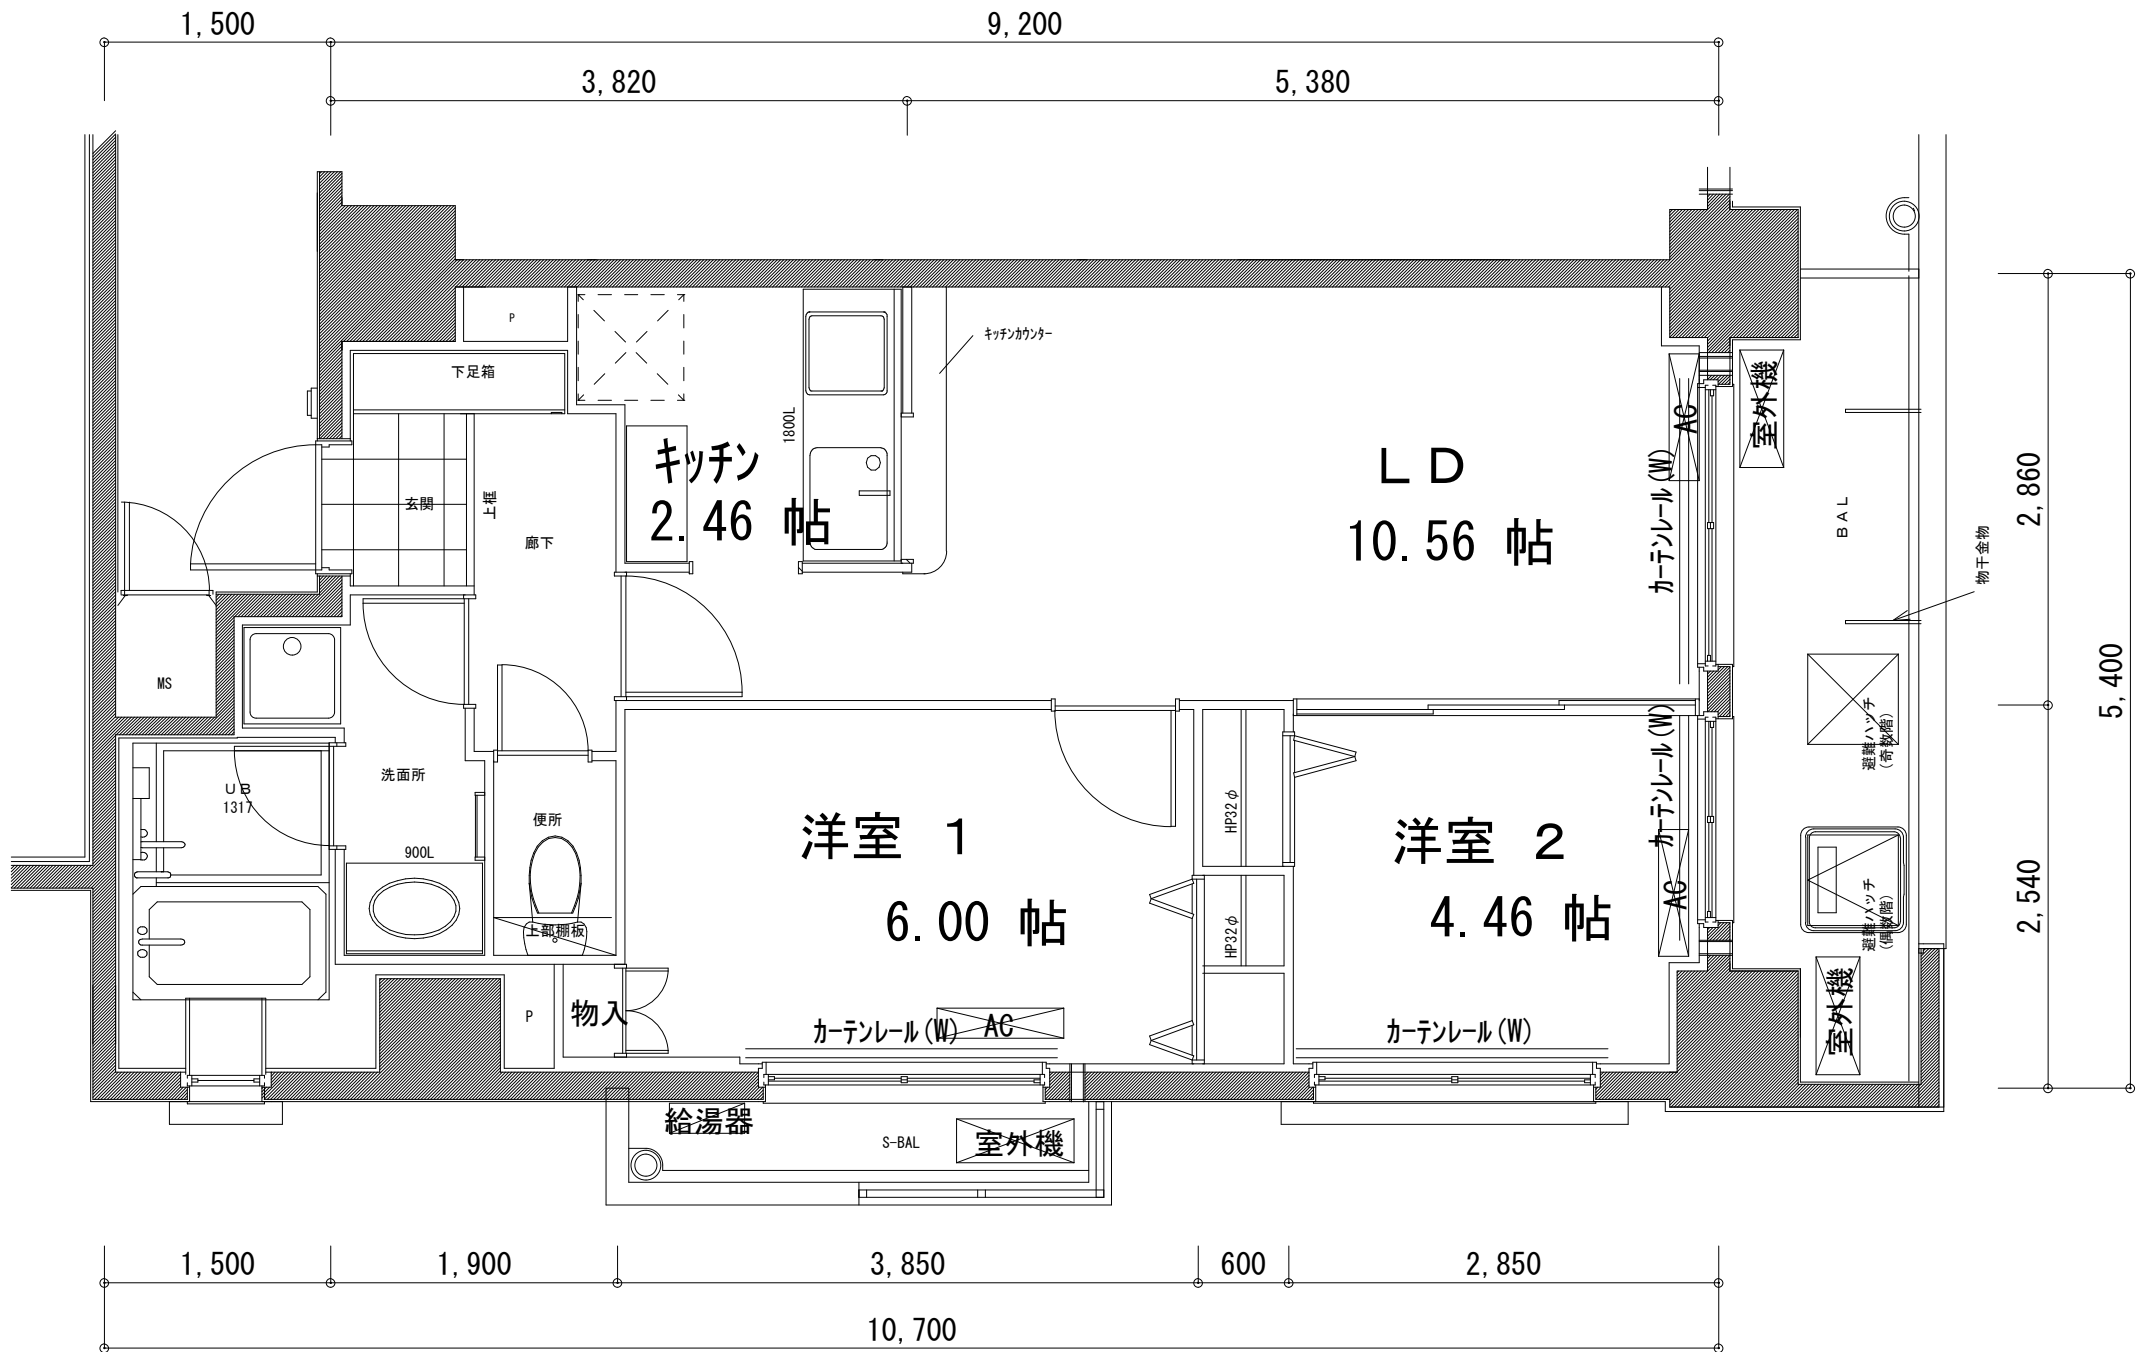 1,500
9,200
3,820
5,380
P
下足箱
キッチンカウンター
1800L
キッチン
2.46 帖
ＬＤ
10.56 帖
カーテンレール(W)
AC
室外機
BAL
物干金物
2,860
5,400
2,540
玄関
上框
廊下
MS
洗面所
UB
1317
900L
便所
上部棚板
洋室 1
6.00 帖
HP32φ
HP32φ
洋室 2
4.46 帖
カーテンレール(W)
AC
避難ハッチ
(奇数階)
避難ハッチ
(偶数階)
室外機
P
物入
カーテンレール(W)
AC
カーテンレール(W)
給湯器
S-BAL
室外機
1,500
1,900
3,850
600
2,850
10,700